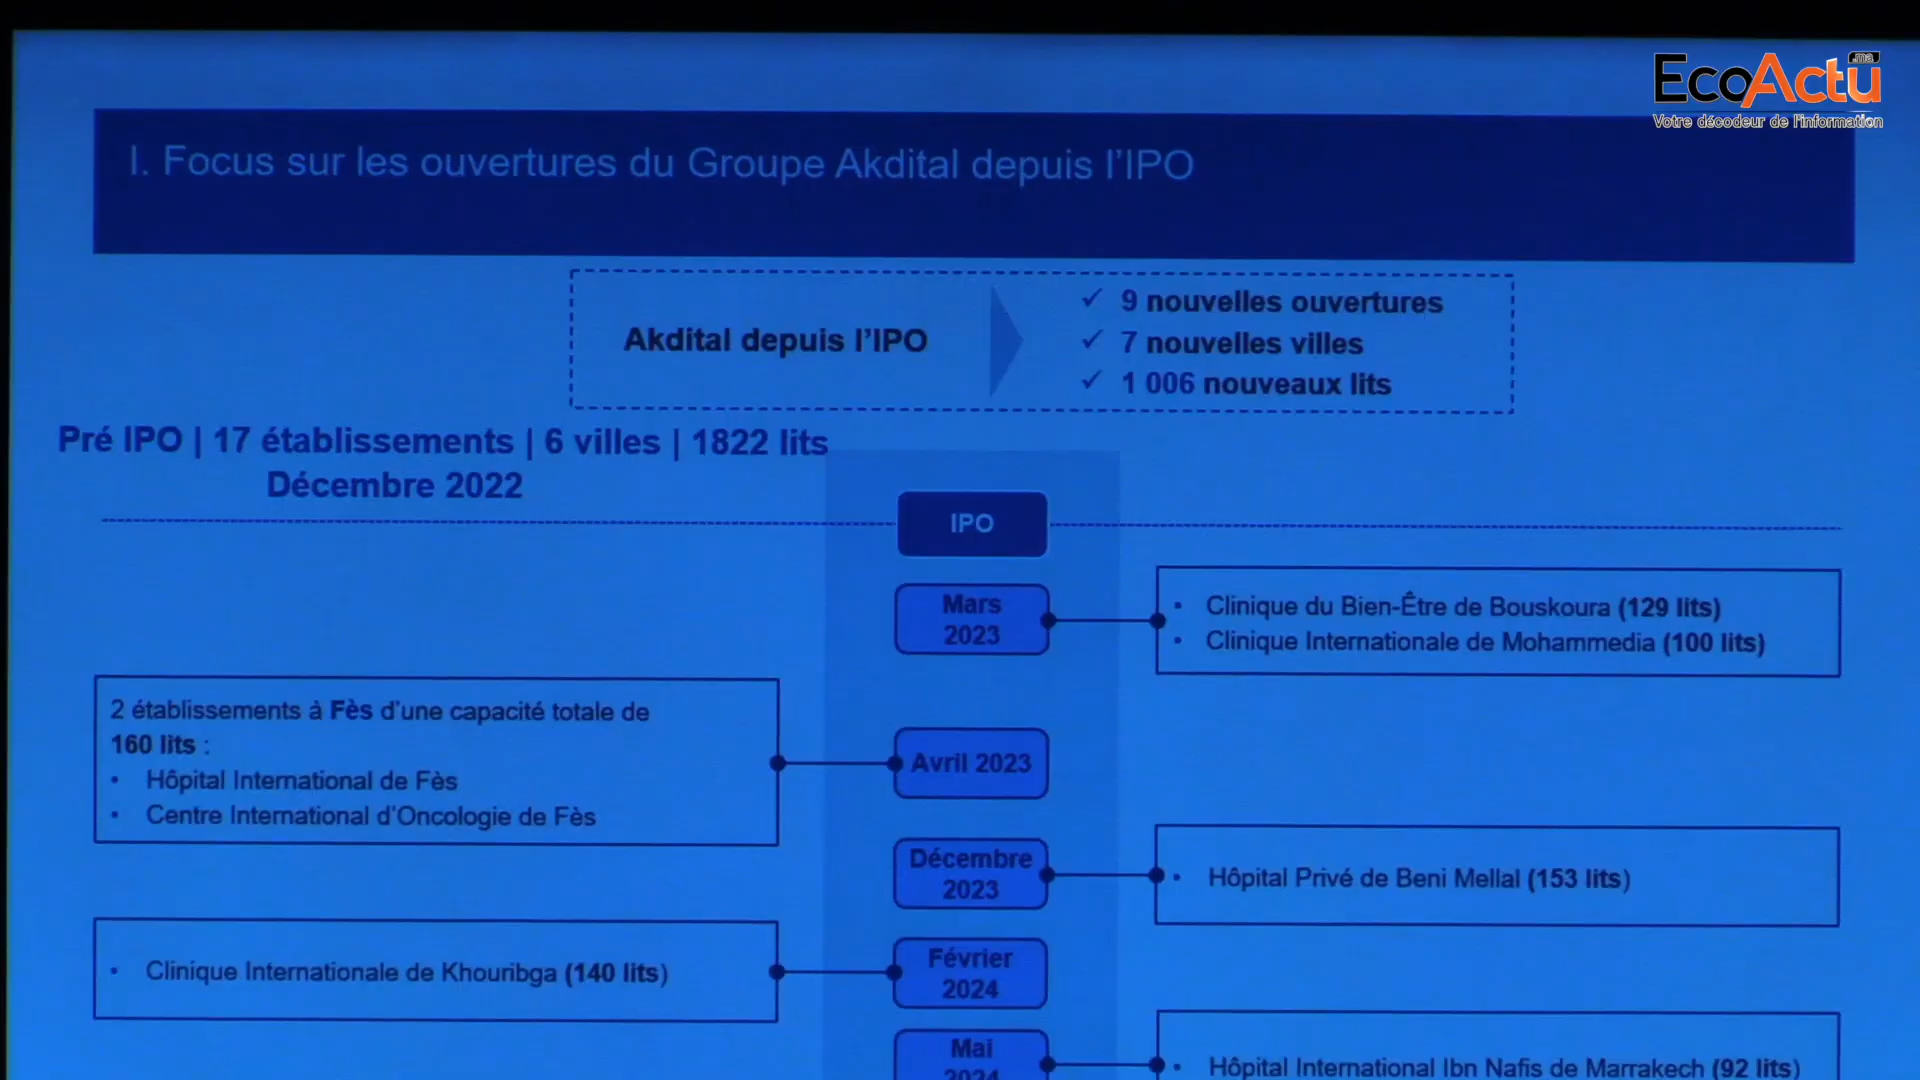 EcoActu
.ma
Votre décodeur de l'information
I. Focus sur les ouvertures du Groupe Akdital depuis l'IPO
Akdital depuis l'IPO
✓ 9 nouvelles ouvertures
✓ 7 nouvelles villes
✓ 1 006 nouveaux lits
Pré IPO | 17 établissements | 6 villes | 1822 lits
Décembre 2022
IPO
Mars
2023
• Clinique du Bien-Être de Bouskoura (129 lits)
• Clinique Internationale de Mohammedia (100 lits)
2 établissements à Fès d'une capacité totale de
160 lits :
• Hôpital International de Fès
• Centre International d'Oncologie de Fès
Avril 2023
Décembre
2023
• Hôpital Privé de Beni Mellal (153 lits)
• Clinique Internationale de Khouribga (140 lits)
Février
2024
Mai
2024
• Hôpital International Ibn Nafis de Marrakech (92 lits)